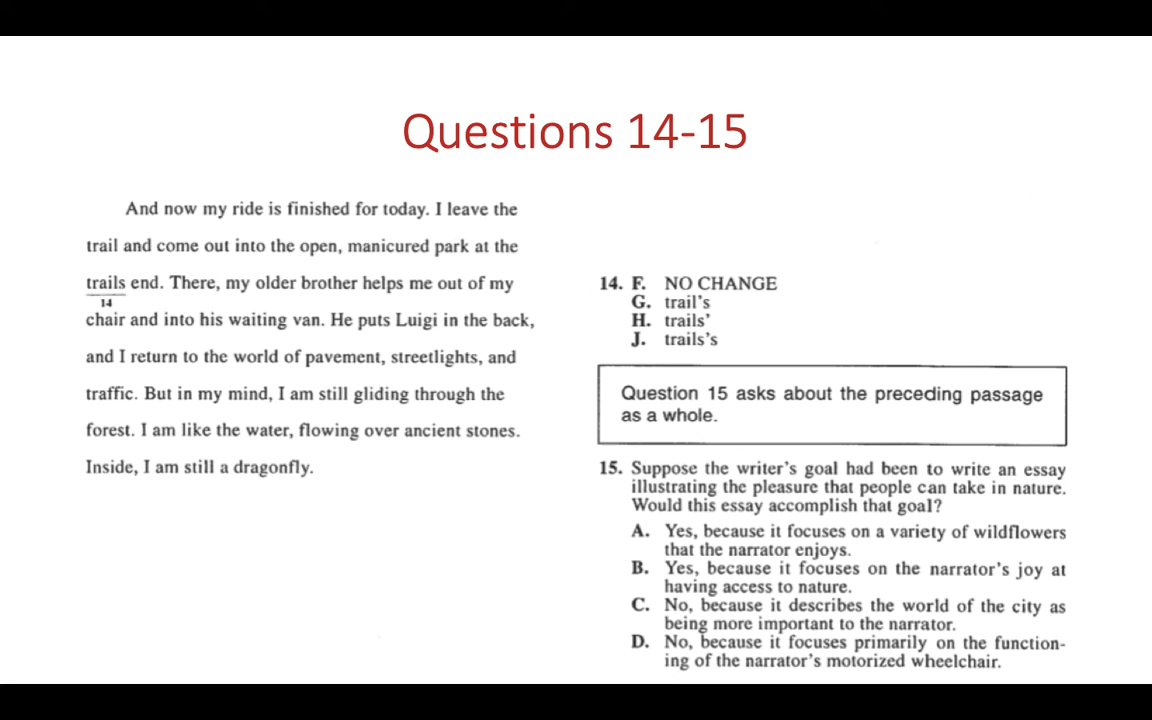 Questions 14-15
And now my ride is finished for today. I leave the
trail and come out into the open, manicured park at the
trails end. There, my older brother helps me out of my
14
chair and into his waiting van. He puts Luigi in the back,
and I return to the world of pavement, streetlights, and
traffic. But in my mind, I am still gliding through the
forest. I am like the water, flowing over ancient stones.
Inside, I am still a dragonfly.
14. F. NO CHANGE
G. trail's
H. trails'
J. trails's
Question 15 asks about the preceding passage
as a whole.
15. Suppose the writer's goal had been to write an essay
illustrating the pleasure that people can take in nature.
Would this essay accomplish that goal?
A. Yes, because it focuses on a variety of wildflowers
that the narrator enjoys.
B. Yes, because it focuses on the narrator's joy at
having access to nature.
C. No, because it describes the world of the city as
being more important to the narrator.
D. No, because it focuses primarily on the function-
ing of the narrator's motorized wheelchair.